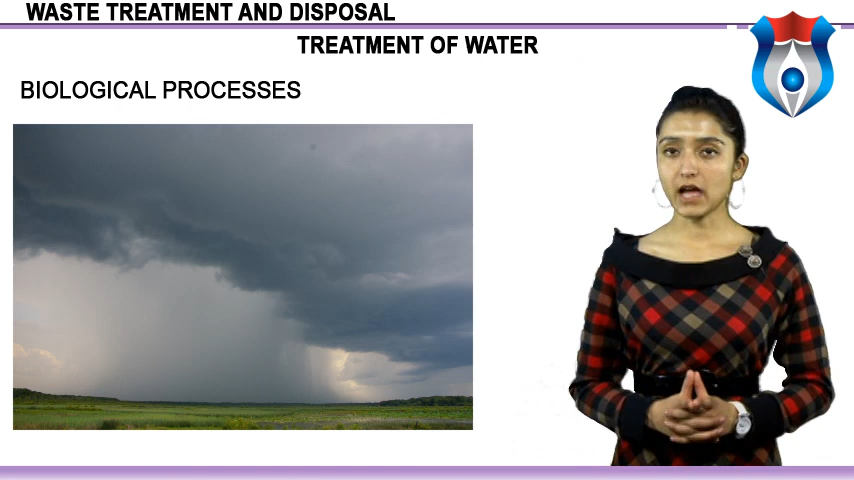 WASTE TREATMENT AND DISPOSAL
TREATMENT OF WATER
BIOLOGICAL PROCESSES